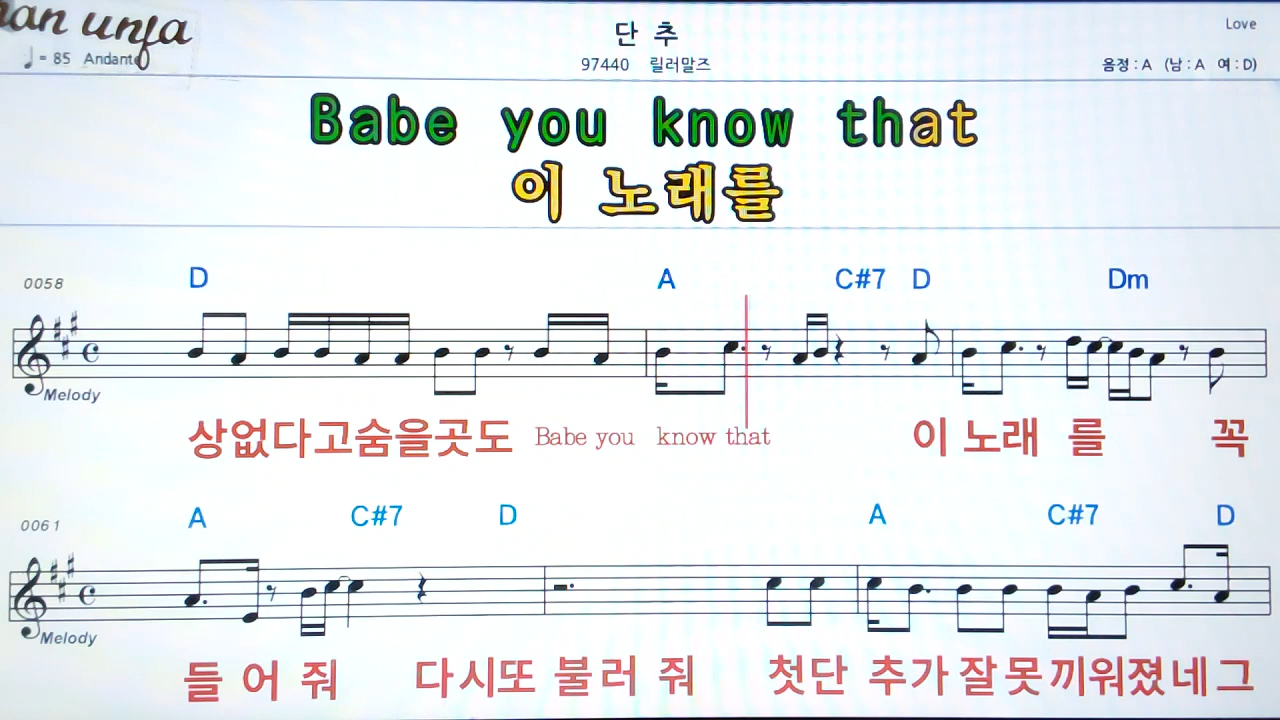 단 추
Love
♩= 85 Andante
97440 릴러말즈
음정 : A (남 : A 여 : D)
Babe you know that
이 노래를
0058
D A C#7 D Dm
Melody
상없다고숨을곳도 Babe you know that 이 노래 를 꼭
0061
A C#7 D A C#7 D
Melody
들 어 줘 다시또 불러 줘 첫단 추가 잘못끼워졌네그